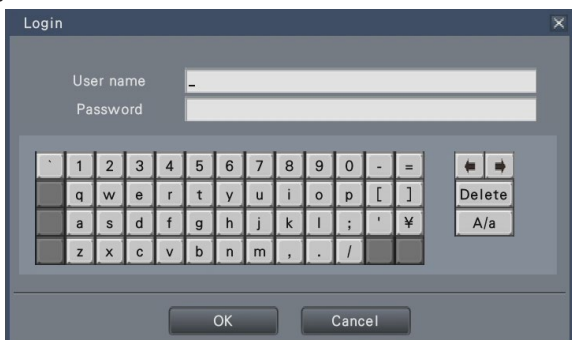 Login
User name _
Password
` 1 2 3 4 5 6 7 8 9 0 - =
q w e r t y u i o p [ ] Delete
a s d f g h j k l ; ' ¥ A/a
z x c v b n m , . /
OK Cancel